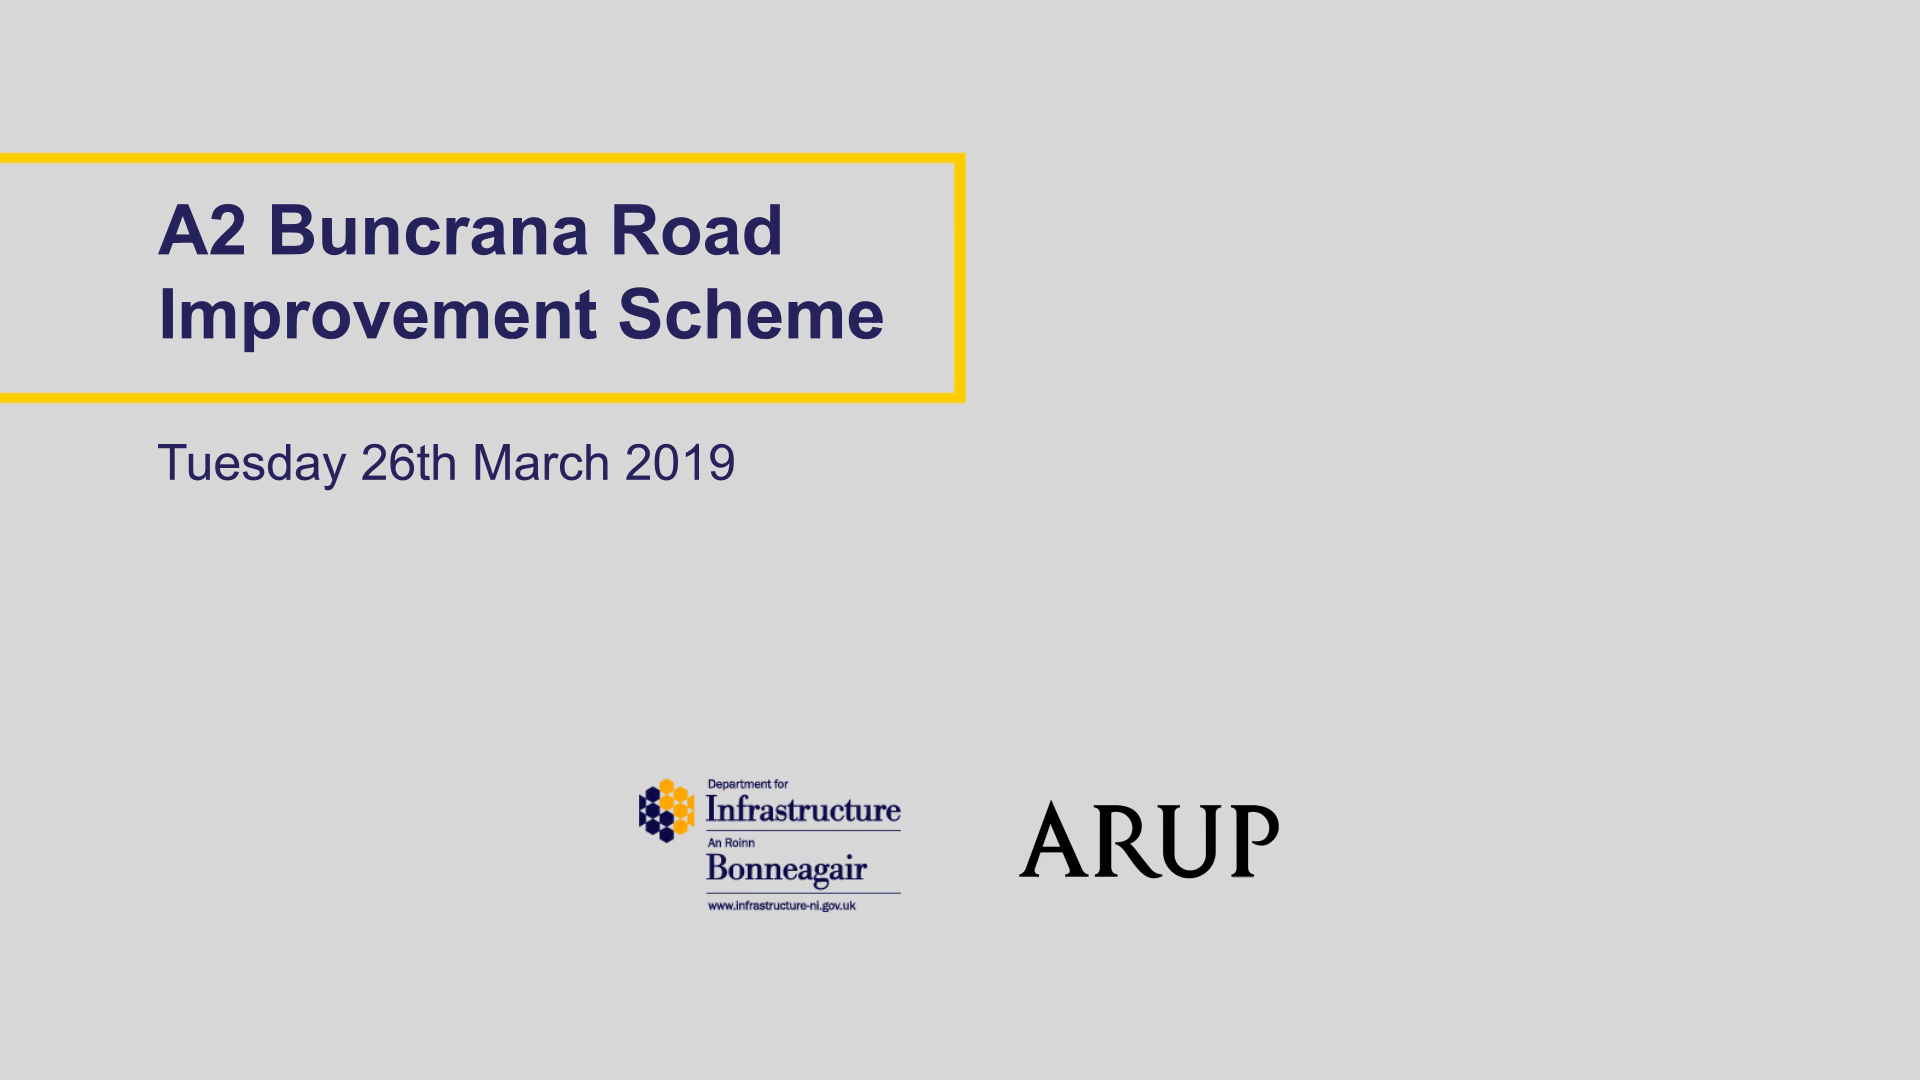 A2 Buncrana Road
Improvement Scheme
Tuesday 26th March 2019
Department for
Infrastructure
An Roinn
Bonneagair
www.infrastructure-ni.gov.uk
ARUP